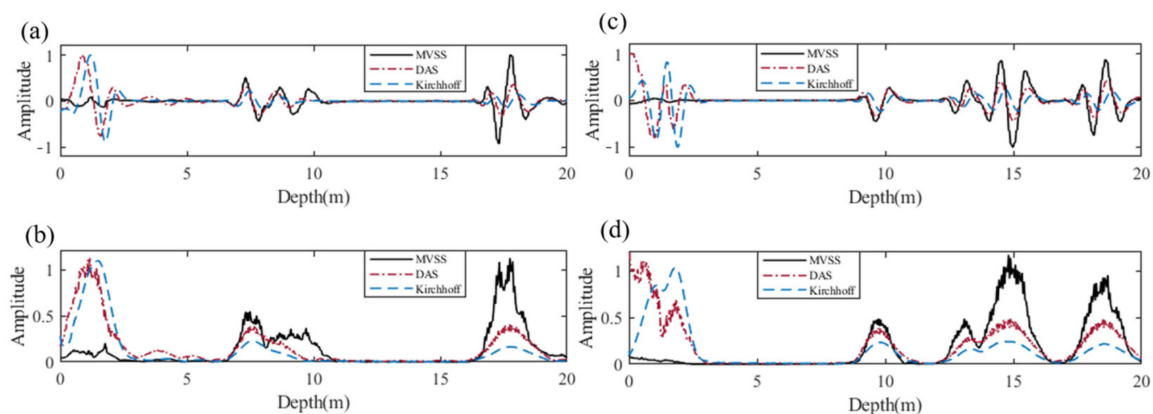 (a)
Amplitude
1
0
-1
MVSS
DAS
Kirchhoff
0 5 10 15 20
Depth(m)
(c)
Amplitude
1
0
-1
MVSS
DAS
Kirchhoff
0 5 10 15 20
Depth(m)
(b)
Amplitude
1
0.5
0
MVSS
DAS
Kirchhoff
0 5 10 15 20
Depth(m)
(d)
Amplitude
1
0.5
0
MVSS
DAS
Kirchhoff
0 5 10 15 20
Depth(m)